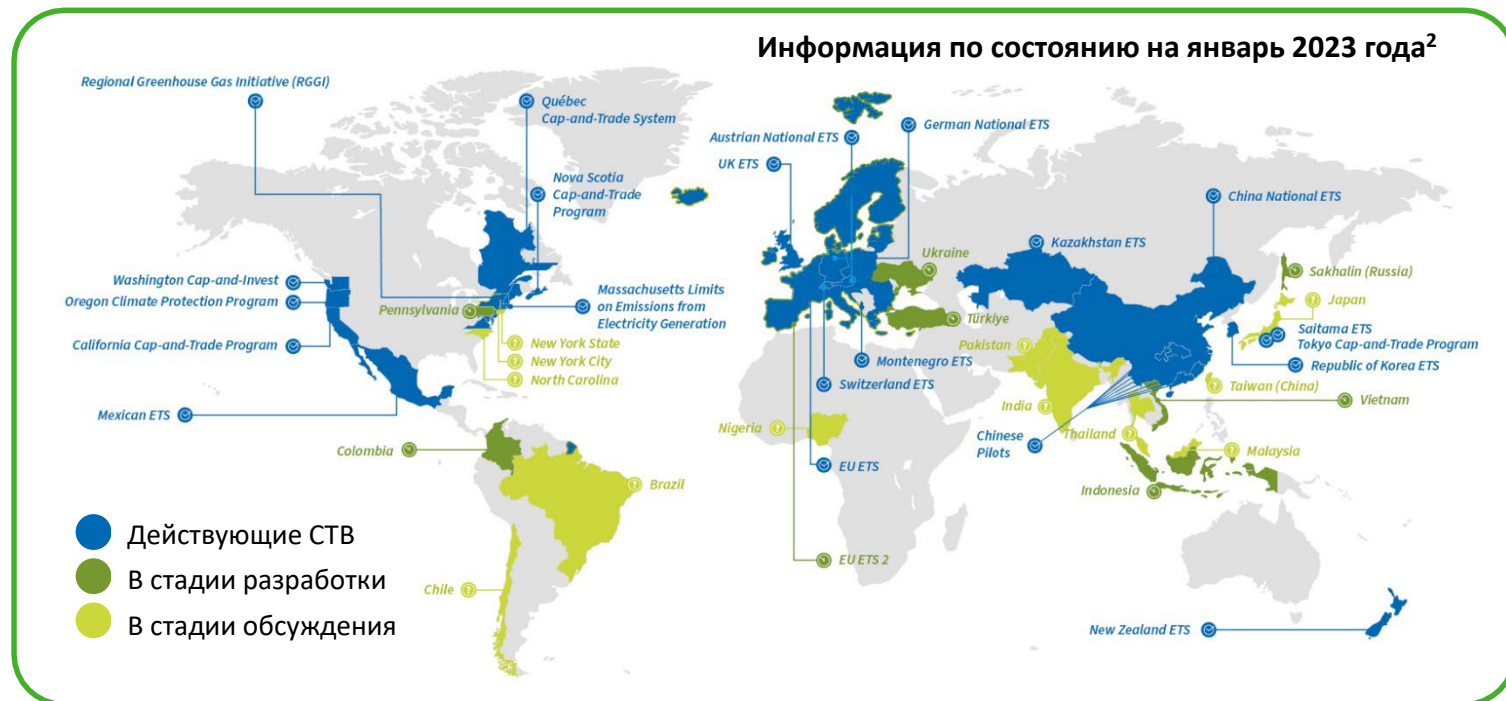 Информация по состоянию на январь 2023 года²
Regional Greenhouse Gas Initiative (RGGI)
Québec
Cap-and-Trade System
Nova Scotia
Cap-and-Trade
Program
Washington Cap-and-Invest
Oregon Climate Protection Program
California Cap-and-Trade Program
Mexican ETS
Pennsylvania
Massachusetts Limits
on Emissions from
Electricity Generation
New York State
New York City
North Carolina
Colombia
Brazil
Chile
Austrian National ETS
German National ETS
UK ETS
Ukraine
Türkiye
Montenegro ETS
Switzerland ETS
Nigeria
EU ETS
EU ETS 2
Kazakhstan ETS
China National ETS
Sakhalin (Russia)
Japan
Saitama ETS
Tokyo Cap-and-Trade Program
Republic of Korea ETS
Pakistan
India
Taiwan (China)
Vietnam
Chinese
Pilots
Thailand
Malaysia
Indonesia
New Zealand ETS
Действующие СТВ
В стадии разработки
В стадии обсуждения